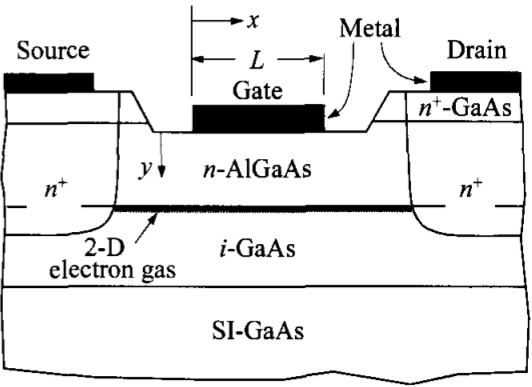 x
Source
Metal
Drain
L
Gate
n⁺-GaAs
y
n-AlGaAs
n⁺
n⁺
2-D
electron gas
i-GaAs
SI-GaAs